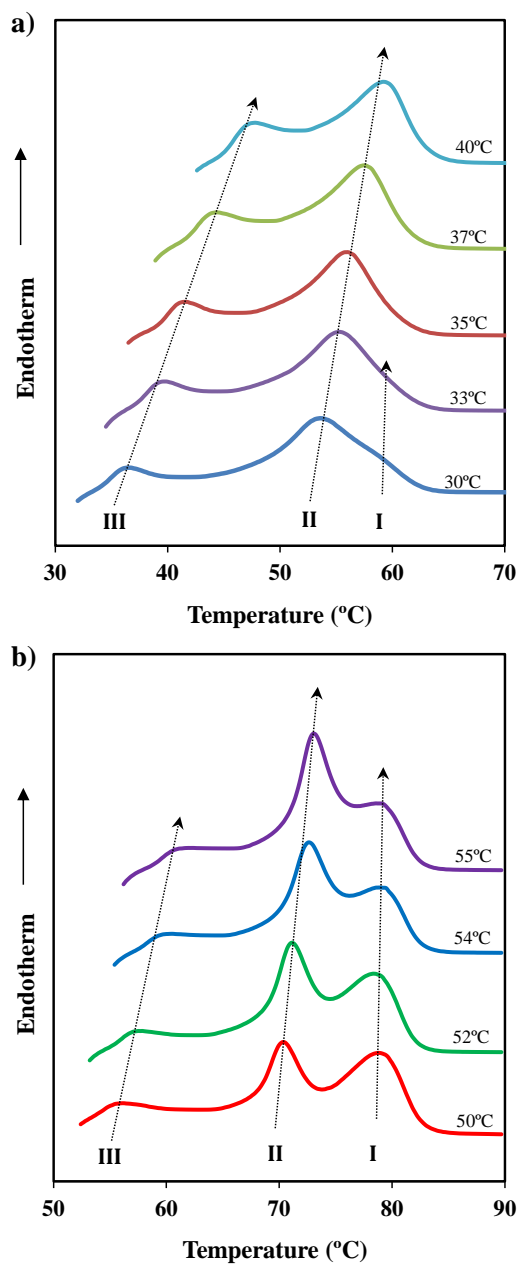 a)
40ºC
37ºC
35ºC
33ºC
30ºC
III
II
I
Endotherm
30 40 50 60 70
Temperature (ºC)
b)
55ºC
54ºC
52ºC
50ºC
III
II
I
Endotherm
50 60 70 80 90
Temperature (ºC)